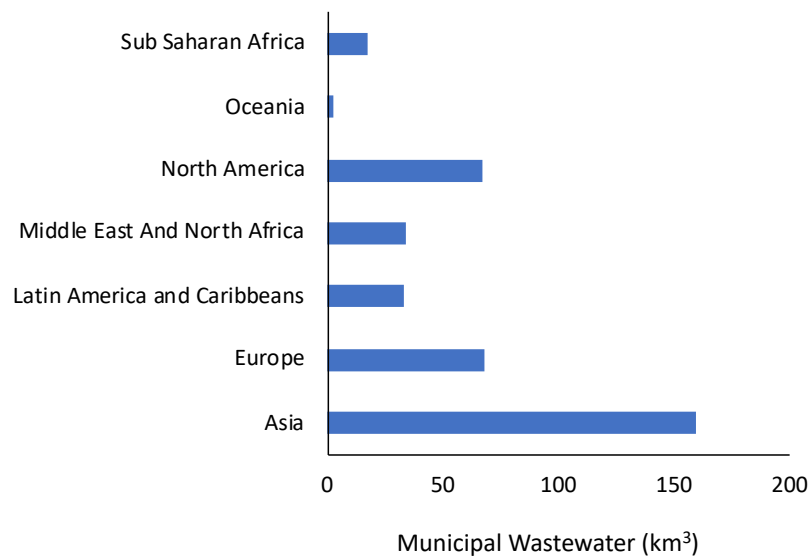 Sub Saharan Africa
Oceania
North America
Middle East And North Africa
Latin America and Caribbeans
Europe
Asia
0 50 100 150 200
Municipal Wastewater (km³)